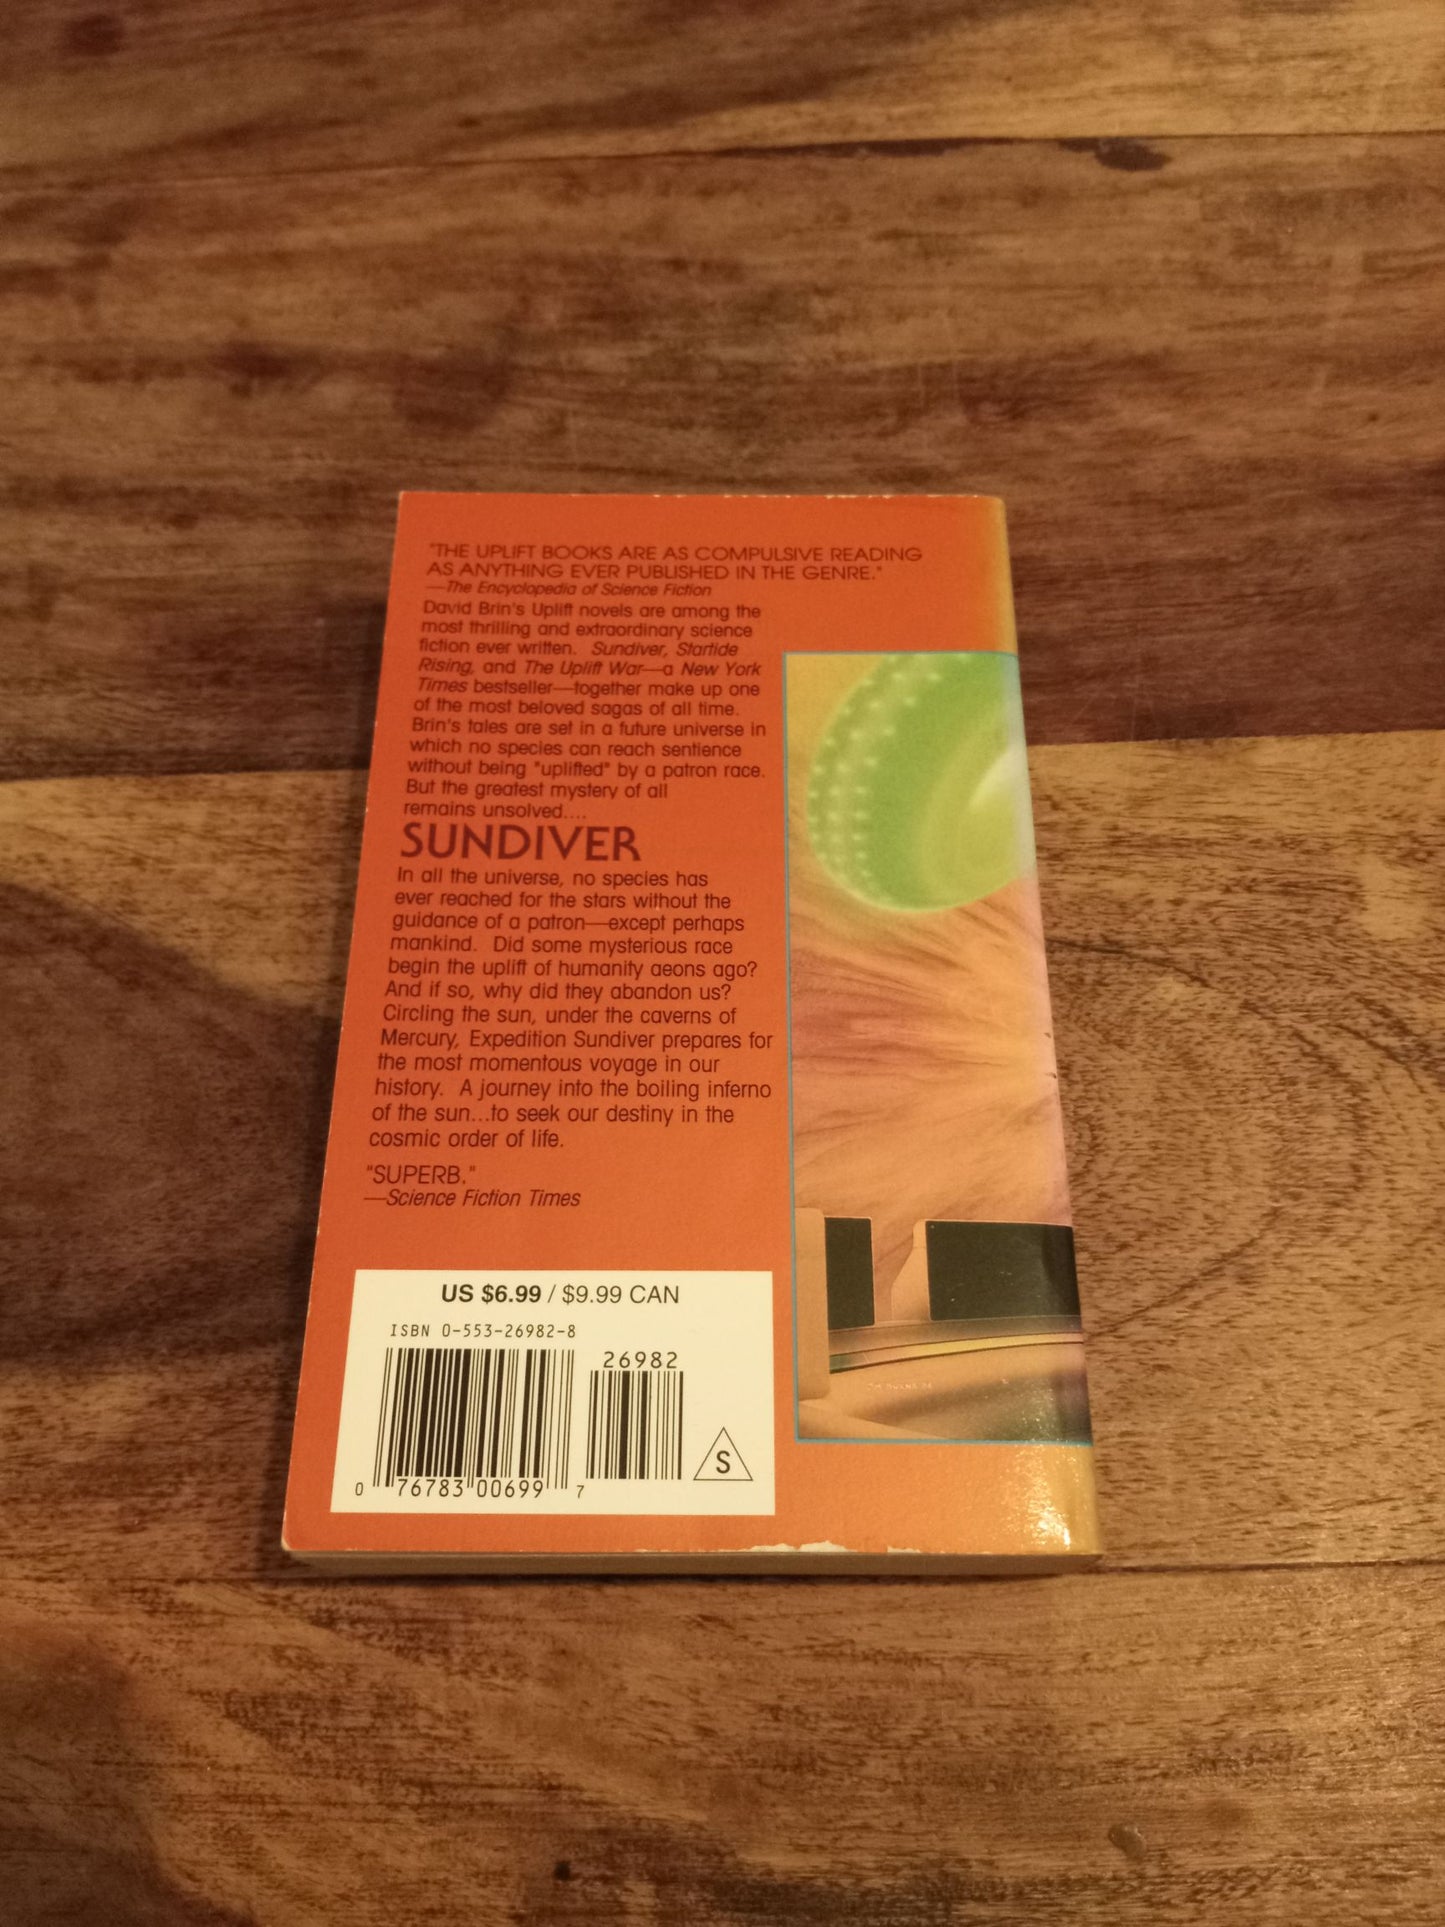 "THE UPLIFT BOOKS ARE AS COMPULSIVE READING
AS ANYTHING EVER PUBLISHED IN THE GENRE."
—The Encyclopedia of Science Fiction
David Brin's Uplift novels are among the
most thrilling and extraordinary science
fiction ever written. Sundiver, Startide
Rising, and The Uplift War—a New York
Times bestseller—together make up one
of the most beloved sagas of all time.
Brin's tales are set in a future universe in
which no species can reach sentience
without being "uplifted" by a patron race.
But the greatest mystery of all
remains unsolved....
SUNDIVER
In all the universe, no species has
ever reached for the stars without the
guidance of a patron—except perhaps
mankind. Did some mysterious race
begin the uplift of humanity aeons ago?
And if so, why did they abandon us?
Circling the sun, under the caverns of
Mercury, Expedition Sundiver prepares for
the most momentous voyage in our
history. A journey into the boiling inferno
of the sun...to seek our destiny in the
cosmic order of life.
"SUPERB."
—Science Fiction Times
US $6.99 / $9.99 CAN
ISBN 0-553-26982-8
26982
S
0 76783 00699 7